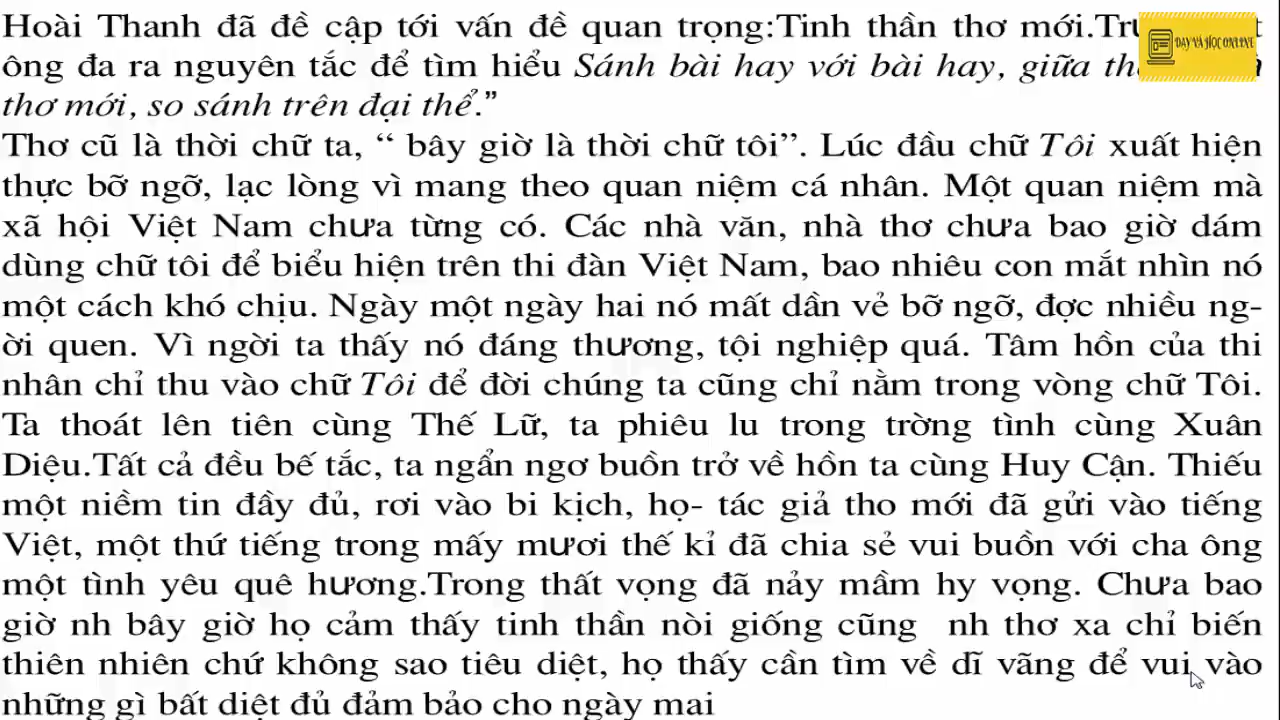 Hoài Thanh đã đề cập tới vấn đề quan trọng:Tinh thần thơ mới.
DẠY VÀ HỌC ONLINE
ông đa ra nguyên tắc để tìm hiểu Sánh bài hay với bài hay, giữa
thơ mới, so sánh trên đại thể.”
Thơ cũ là thời chữ ta, “ bây giờ là thời chữ tôi”. Lúc đầu chữ Tôi xuất hiện
thực bỡ ngỡ, lạc lòng vì mang theo quan niệm cá nhân. Một quan niệm mà
xã hội Việt Nam chưa từng có. Các nhà văn, nhà thơ chưa bao giờ dám
dùng chữ tôi để biểu hiện trên thi đàn Việt Nam, bao nhiêu con mắt nhìn nó
một cách khó chịu. Ngày một ngày hai nó mất dần vẻ bỡ ngỡ, đợc nhiều ng-
ời quen. Vì ngời ta thấy nó đáng thương, tội nghiệp quá. Tâm hồn của thi
nhân chỉ thu vào chữ Tôi để đời chúng ta cũng chỉ nằm trong vòng chữ Tôi.
Ta thoát lên tiên cùng Thế Lữ, ta phiêu lu trong trờng tình cùng Xuân
Diệu.Tất cả đều bế tắc, ta ngẩn ngơ buồn trở về hồn ta cùng Huy Cận. Thiếu
một niềm tin đầy đủ, rơi vào bi kịch, họ- tác giả tho mới đã gửi vào tiếng
Việt, một thứ tiếng trong mấy mươi thế kỉ đã chia sẻ vui buồn với cha ông
một tình yêu quê hương.Trong thất vọng đã nảy mầm hy vọng. Chưa bao
giờ nh bây giờ họ cảm thấy tinh thần nòi giống cũng nh thơ xa chỉ biến
thiên nhiên chứ không sao tiêu diệt, họ thấy cần tìm về dĩ vãng để vui vào
những gì bất diệt đủ đảm bảo cho ngày mai